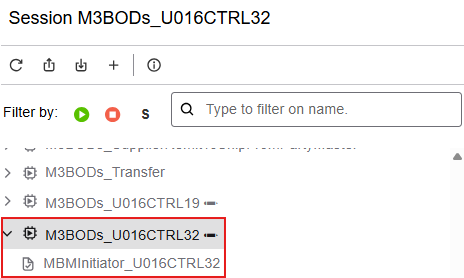 Session M3BODs_U016CTRL32
Filter by:
S
Type to filter on name.
M3BODs_Transfer
M3BODs_U016CTRL19
M3BODs_U016CTRL32
MBMInitiator_U016CTRL32